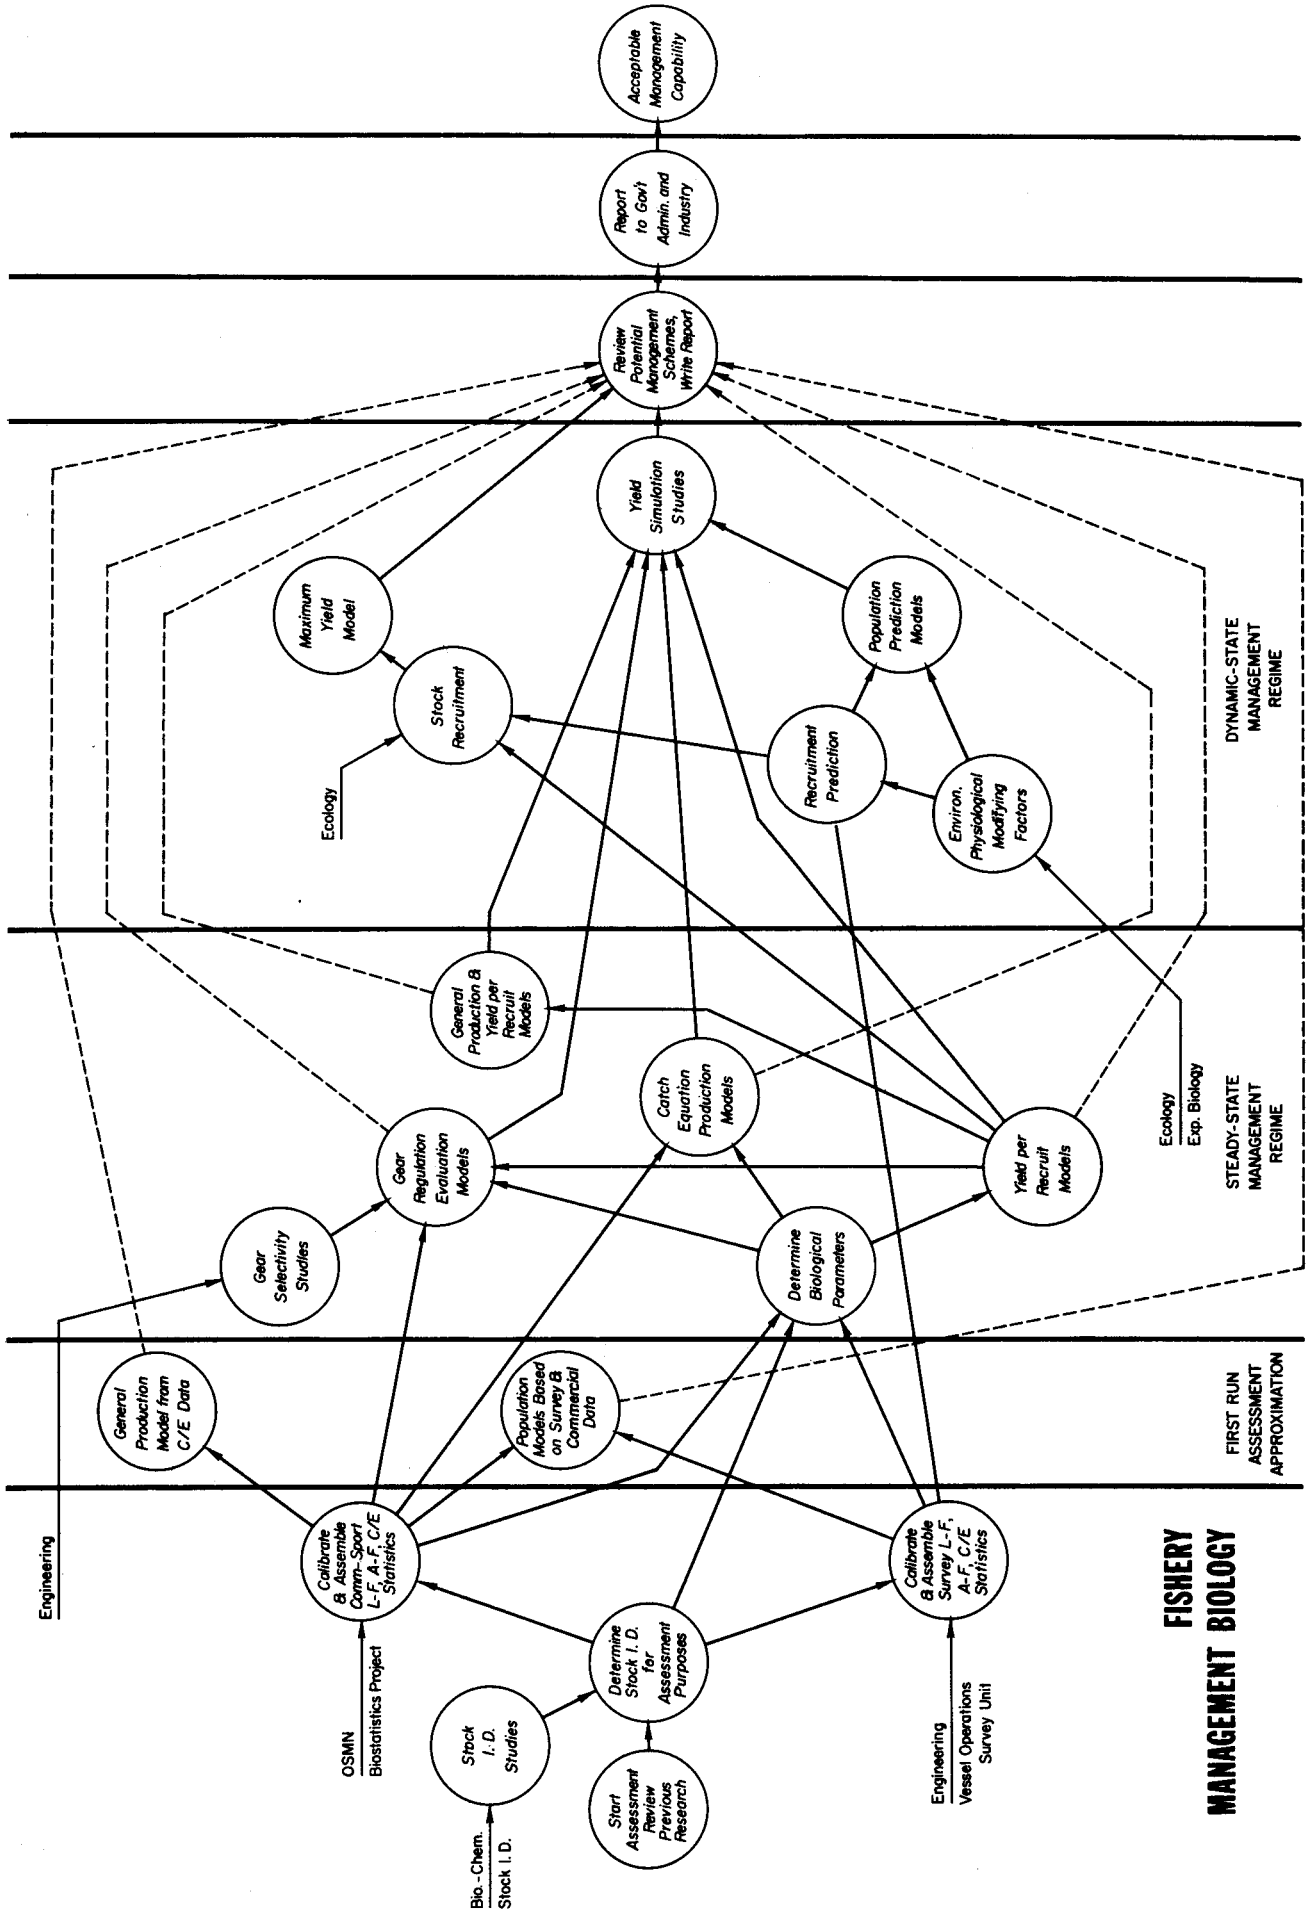 FISHERY
MANAGEMENT BIOLOGY
Bio.-Chem.
Stock I. D.
Stock
I. D.
Studies
Start
Assessment
Review
Previous
Research
OSMN
Biostatistics Project
Determine
Stock I. D.
for
Assessment
Purposes
Engineering
Vessel Operations
Survey Unit
Engineering
Calibrate
& Assemble
Comm-Sport
L-F, A-F, C/E
Statistics
Calibrate
& Assemble
Survey L-F,
A-F, C/E
Statistics
General
Production
Model from
C/E Data
Population
Models Based
on Survey &
Commercial
Data
FIRST RUN
ASSESSMENT
APPROXIMATION
Gear
Selectivity
Studies
Determine
Biological
Parameters
Gear
Regulation
Evaluation
Models
Catch
Equation
Production
Models
Yield per
Recruit
Models
General
Production &
Yield per
Recruit
Models
Ecology
Exp. Biology
STEADY-STATE
MANAGEMENT
REGIME
Ecology
Stock
Recruitment
Maximum
Yield
Model
Recruitment
Prediction
Environ.
Physiological
Modifying
Factors
Population
Prediction
Models
Yield
Simulation
Studies
DYNAMIC-STATE
MANAGEMENT
REGIME
Review
Potential
Management
Schemes,
Write Report
Report
to Gov't
Admin. and
Industry
Acceptable
Management
Capability